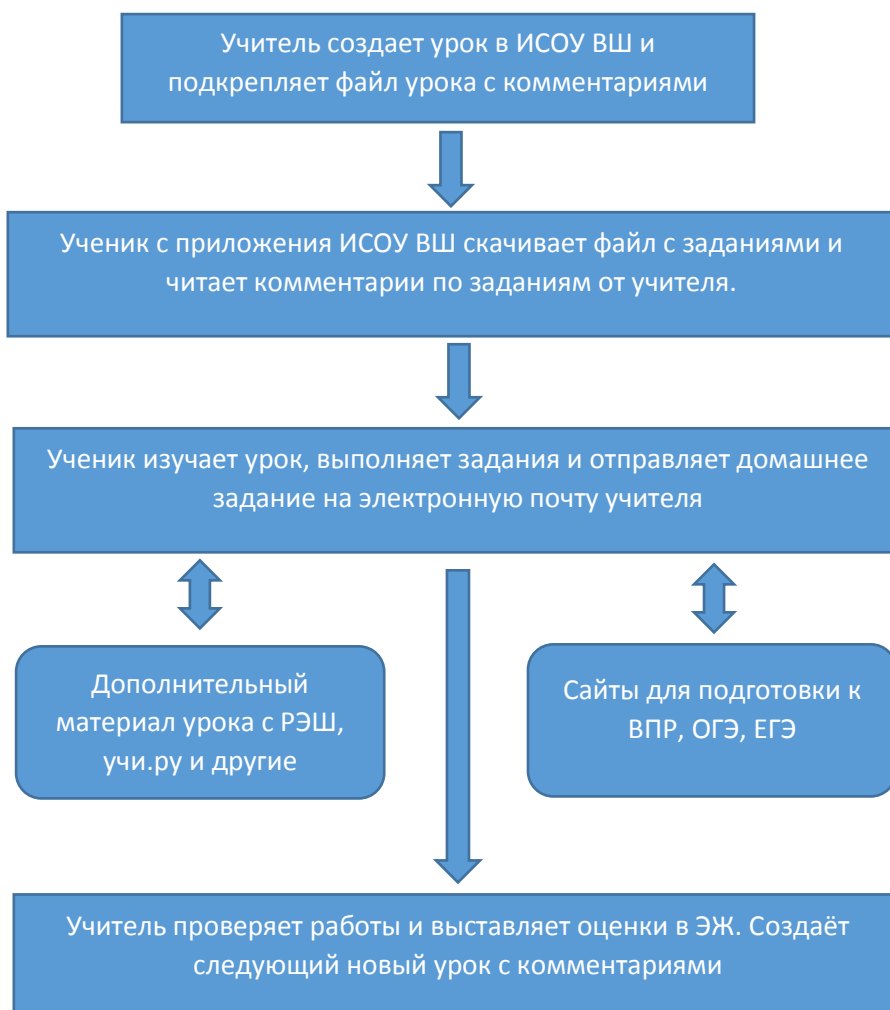 Учитель создает урок в ИСОУ ВШ и
подкрепляет файл урока с комментариями
Ученик с приложения ИСОУ ВШ скачивает файл с заданиями и
читает комментарии по заданиям от учителя.
Ученик изучает урок, выполняет задания и отправляет домашнее
задание на электронную почту учителя
Дополнительный
материал урока с РЭШ,
учи.ру и другие
Сайты для подготовки к
ВПР, ОГЭ, ЕГЭ
Учитель проверяет работы и выставляет оценки в ЭЖ. Создаёт
следующий новый урок с комментариями